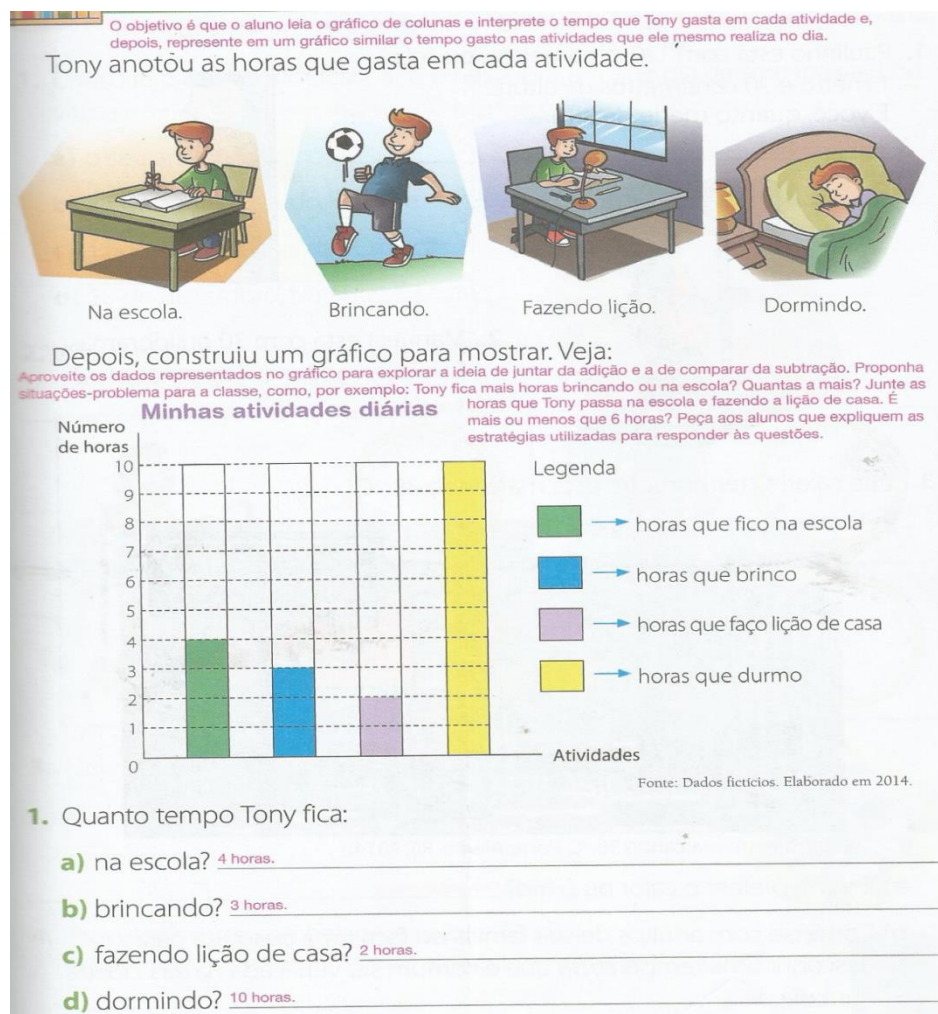 O objetivo é que o aluno leia o gráfico de colunas e interprete o tempo que Tony gasta em cada atividade e,
depois, represente em um gráfico similar o tempo gasto nas atividades que ele mesmo realiza no dia.
Tony anotou as horas que gasta em cada atividade.
Na escola.
Brincando.
Fazendo lição.
Dormindo.
Depois, construiu um gráfico para mostrar. Veja:
Aproveite os dados representados no gráfico para explorar a ideia de juntar da adição e a de comparar da subtração. Proponha
situações-problema para a classe, como, por exemplo: Tony fica mais horas brincando ou na escola? Quantas a mais? Junte as
horas que Tony passa na escola e fazendo a lição de casa. É
mais ou menos que 6 horas? Peça aos alunos que expliquem as
estratégias utilizadas para responder às questões.
Minhas atividades diárias
Número
de horas
10
9
8
7
6
5
4
3
2
1
0
Atividades
Legenda
horas que fico na escola
horas que brinco
horas que faço lição de casa
horas que durmo
Fonte: Dados fictícios. Elaborado em 2014.
1. Quanto tempo Tony fica:
a) na escola? 4 horas.
b) brincando? 3 horas.
c) fazendo lição de casa? 2 horas.
d) dormindo? 10 horas.